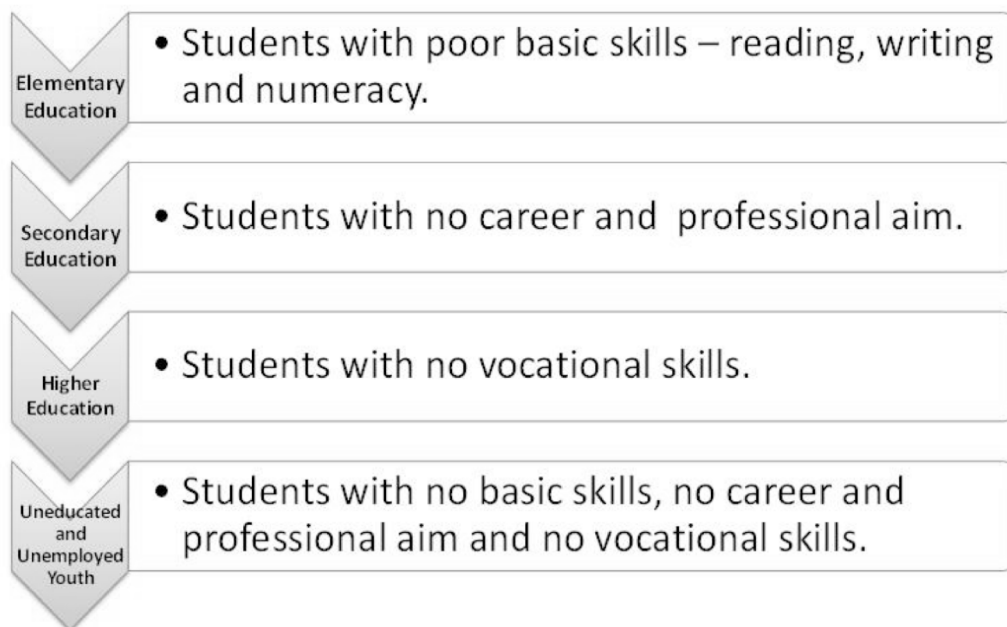 Elementary
Education
• Students with poor basic skills – reading, writing
and numeracy.
Secondary
Education
• Students with no career and professional aim.
Higher
Education
• Students with no vocational skills.
Uneducated
and
Unemployed
Youth
• Students with no basic skills, no career and
professional aim and no vocational skills.